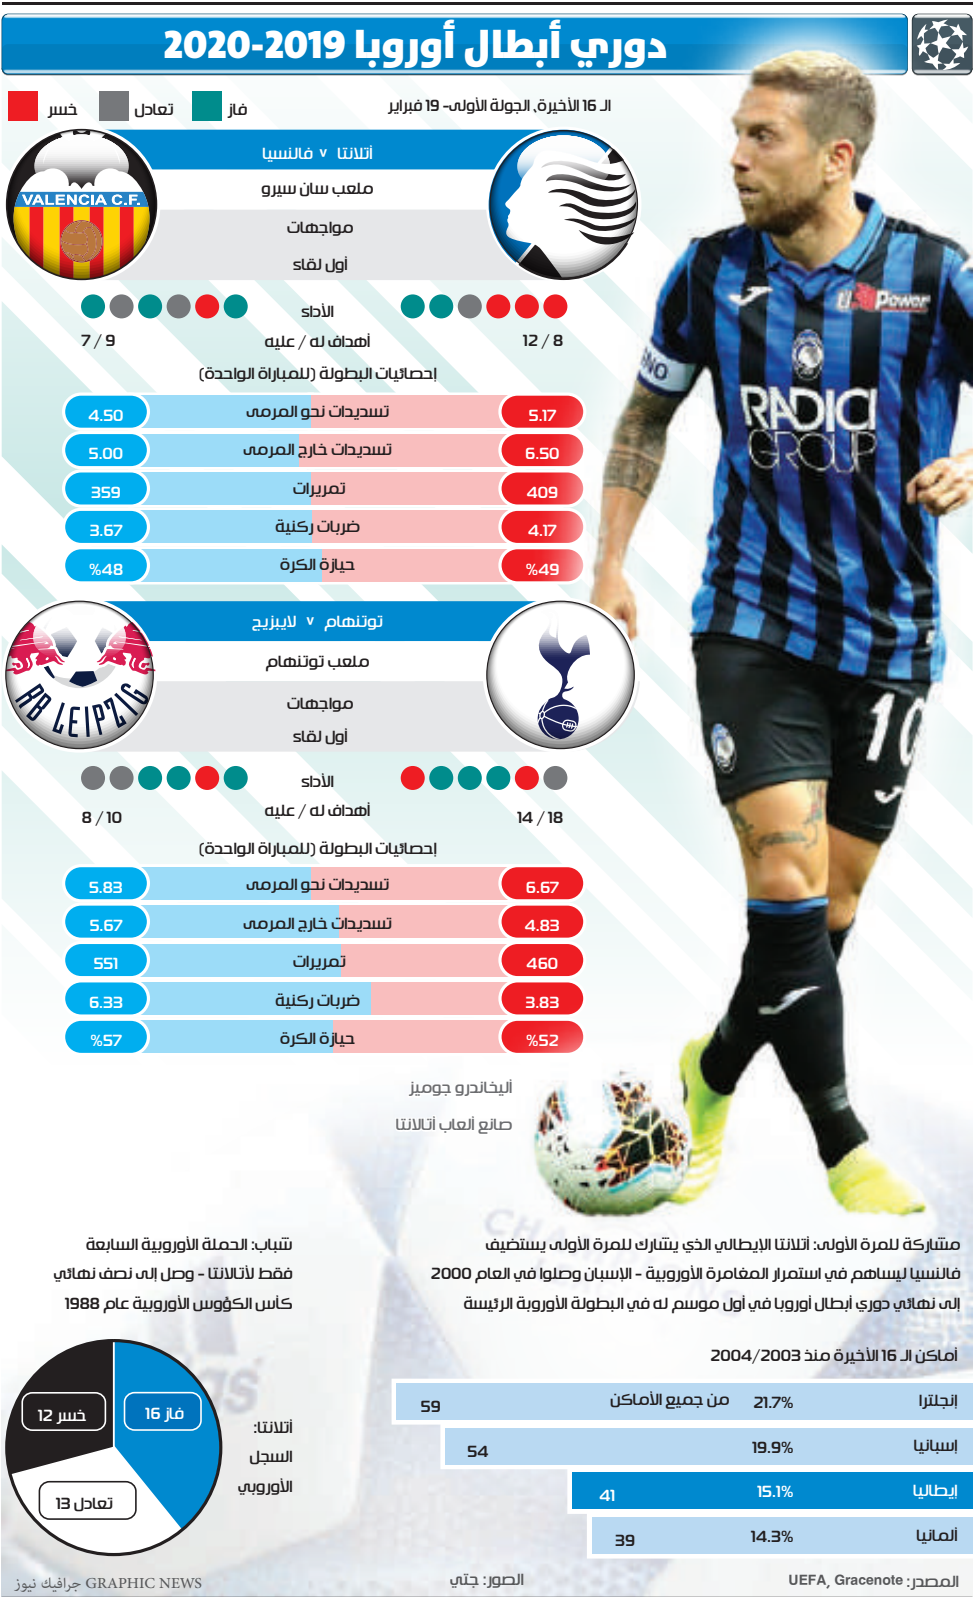 دوري أبطال أوروبا 2019-2020
الـ 16 الأخيرة، الجولة الأولى- 19 فبراير
فاز
تعادل
خسر
أتلانتا v فالنسيا
ملعب سان سيرو
مواجهات
أول لقاء
VALENCIA C.F.
الأداء
12 / 8
أهداف له / عليه
7 / 9
إحصائيات البطولة (للمباراة الواحدة)
5.17 تسديدات نحو المرمى 4.50
6.50 تسديدات خارج المرمى 5.00
409 تمريرات 359
4.17 ضربات ركنية 3.67
%49 حيازة الكرة %48
توتنهام v لايبزيج
ملعب توتنهام
مواجهات
أول لقاء
RB LEIPZIG
الأداء
14 / 18
أهداف له / عليه
8 / 10
إحصائيات البطولة (للمباراة الواحدة)
6.67 تسديدات نحو المرمى 5.83
4.83 تسديدات خارج المرمى 5.67
460 تمريرات 551
3.83 ضربات ركنية 6.33
%52 حيازة الكرة %57
Power
RADICI
GROUP
10
أليخاندرو جوميز
صانع ألعاب أتالانتا
مشاركة للمرة الأولى: أتلانتا الإيطالي الذي يشارك للمرة الأولى يستضيف
فالنسيا ليساهم في استمرار المغامرة الأوروبية - الإسبان وصلوا في العام 2000
إلى نهائي دوري أبطال أوروبا في أول موسم له في البطولة الأوروبة الرئيسة
شباب: الحملة الأوروبية السابعة
فقط لأتالانتا - وصل إلى نصف نهائي
كأس الكؤوس الأوروبية عام 1988
أماكن الـ 16 الأخيرة منذ 2004/2003
إنجلترا 21.7% من جميع الأماكن 59
إسبانيا 19.9% 54
إيطاليا 15.1% 41
ألمانيا 14.3% 39
أتلانتا:
السجل
الأوروبي
فاز 16
خسر 12
تعادل 13
المصدر: UEFA, Gracenote
الصور: جتي
GRAPHIC NEWS جرافيك نيوز